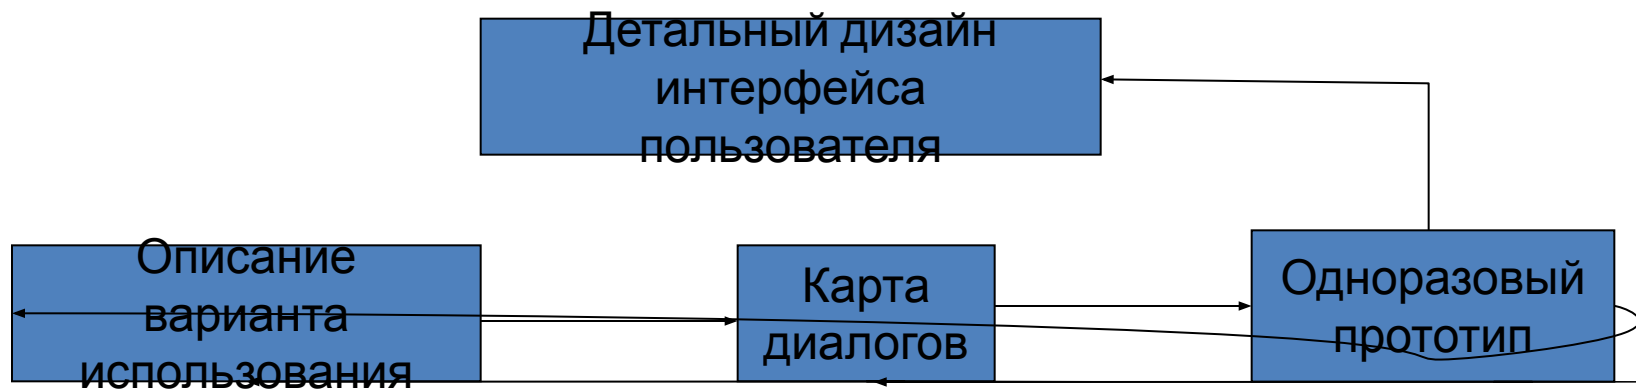 Детальный дизайн
интерфейса
пользователя
Описание
варианта
использования
Карта
диалогов
Одноразовый
прототип